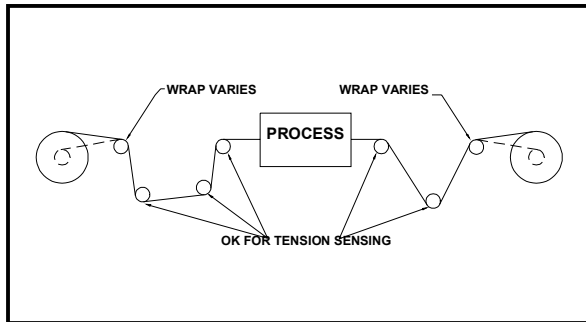 WRAP VARIES
WRAP VARIES
PROCESS
OK FOR TENSION SENSING